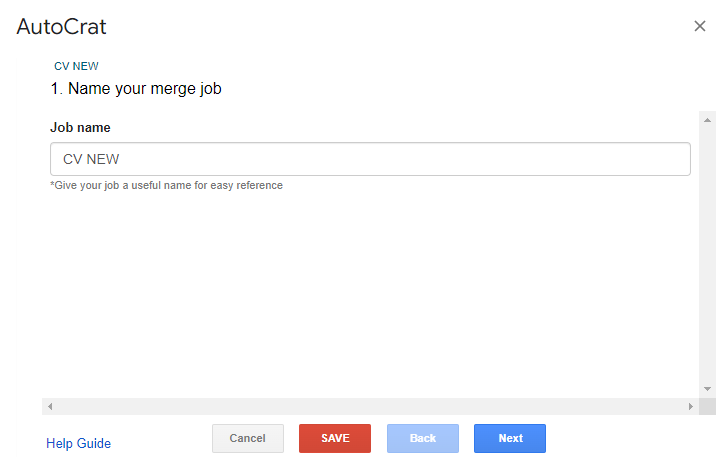 AutoCrat
CV NEW
1. Name your merge job
Job name
CV NEW
*Give your job a useful name for easy reference
Help Guide
Cancel
SAVE
Back
Next